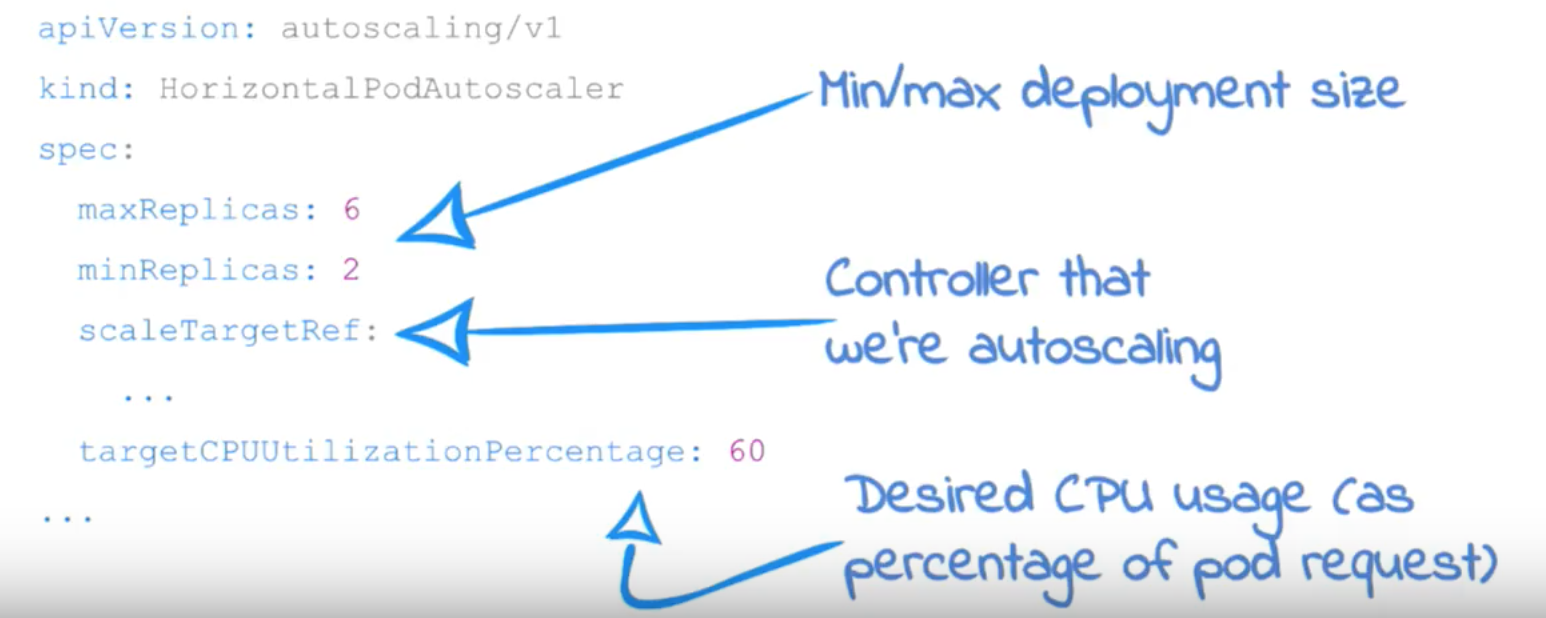 apiVersion: autoscaling/v1
kind: HorizontalPodAutoscaler
spec:
  maxReplicas: 6
  minReplicas: 2
  scaleTargetRef:
    ...
  targetCPUUtilizationPercentage: 60
...
Min/max deployment size
Controller that
we're autoscaling
Desired CPU usage (as
percentage of pod request)